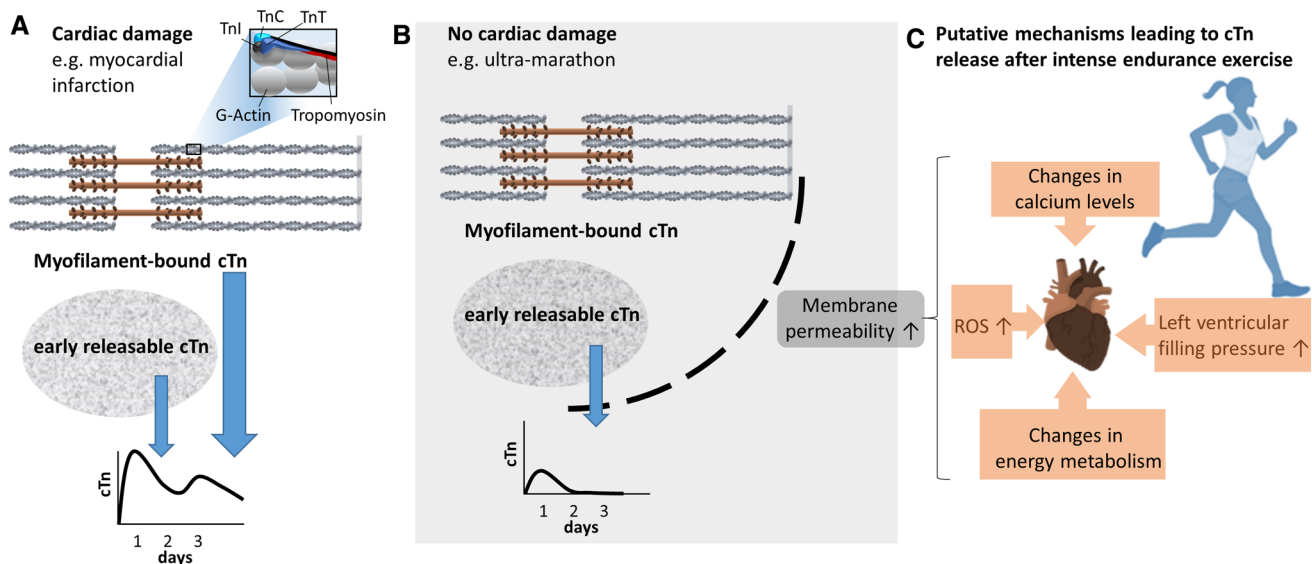 A
Cardiac damage
e.g. myocardial
infarction
TnC
TnI
TnT
G-Actin
Tropomyosin
Myofilament-bound cTn
early releasable cTn
cTn
1 2 3
days
B
No cardiac damage
e.g. ultra-marathon
Myofilament-bound cTn
early releasable cTn
cTn
1 2 3
days
Membrane
permeability ↑
C
Putative mechanisms leading to cTn
release after intense endurance exercise
Changes in
calcium levels
ROS ↑
Left ventricular
filling pressure ↑
Changes in
energy metabolism